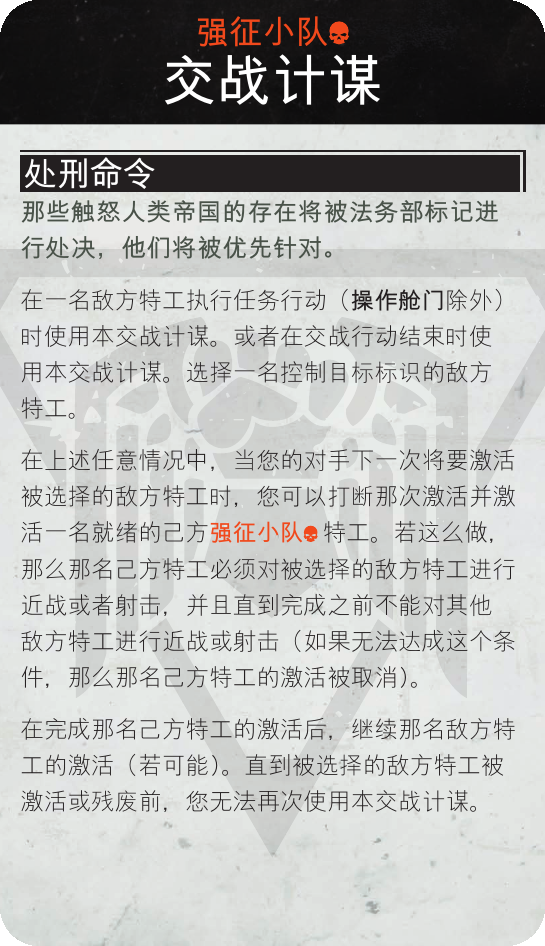 强征小队
交战计谋
处刑命令
那些触怒人类帝国的存在将被法务部标记进
行处决，他们将被优先针对。
在一名敌方特工执行任务行动（操作舱门除外）
时使用本交战计谋。或者在交战行动结束时使
用本交战计谋。选择一名控制目标标识的敌方
特工。
在上述任意情况中，当您的对手下一次将要激活
被选择的敌方特工时，您可以打断那次激活并激
活一名就绪的己方强征小队特工。若这么做，
那么那名己方特工必须对被选择的敌方特工进行
近战或者射击，并且直到完成之前不能对其他
敌方特工进行近战或射击（如果无法达成这个条
件，那么那名己方特工的激活被取消）。
在完成那名己方特工的激活后，继续那名敌方特
工的激活（若可能）。直到被选择的敌方特工被
激活或残废前，您无法再次使用本交战计谋。